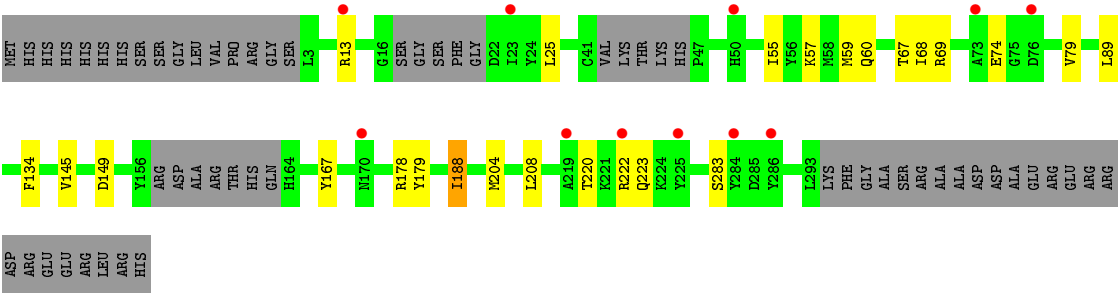 MET HIS HIS HIS HIS HIS HIS SER SER GLY LEU VAL PRO ARG GLY SER L3 R13 G16 SER GLY SER PHE GLY D22 I23 Y24 L25 C41 VAL LYS THR LYS HIS P47 H50 I55 Y56 K57 M58 M59 Q60 T67 I68 R69 A73 E74 G75 D76 V79 L89
F134 V145 D149 Y156 ARG ASP ALA ARG THR HIS GLN H164 Y167 N170 R178 Y179 I188 M204 L208 A219 T220 K221 R222 Q223 K224 Y225 S283 Y284 D285 Y286 L293 LYS PHE GLY ALA SER ARG ALA ALA ASP ASP ALA GLU ARG GLU ARG ARG
ASP ARG GLU GLU ARG LEU ARG HIS